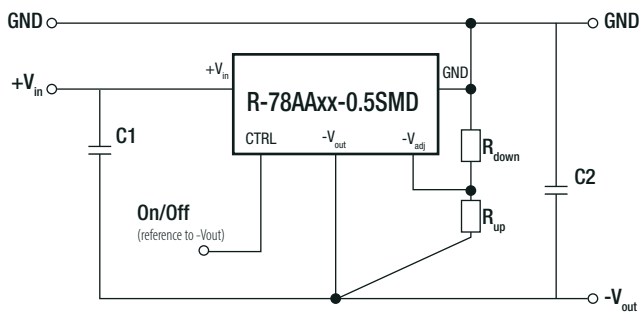 GND
GND
+Vin
+Vin
GND
R-78AAxx-0.5SMD
CTRL
-Vout
-Vadj
C1
Rdown
C2
Rup
On/Off
(reference to -Vout)
-Vout